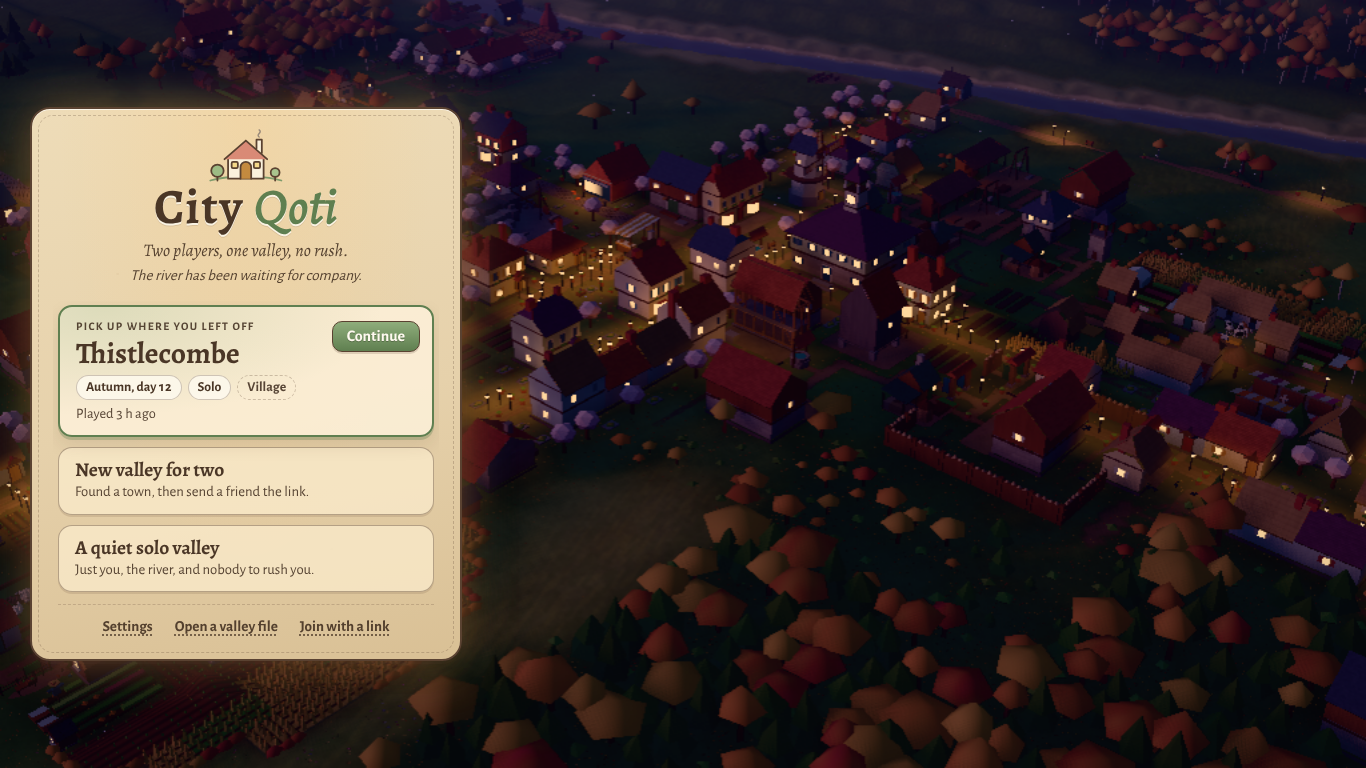 City Qoti
Two players, one valley, no rush.
The river has been waiting for company.
PICK UP WHERE YOU LEFT OFF
Continue
Thistlecombe
Autumn, day 12
Solo
Village
Played 3 h ago
New valley for two
Found a town, then send a friend the link.
A quiet solo valley
Just you, the river, and nobody to rush you.
Settings
Open a valley file
Join with a link